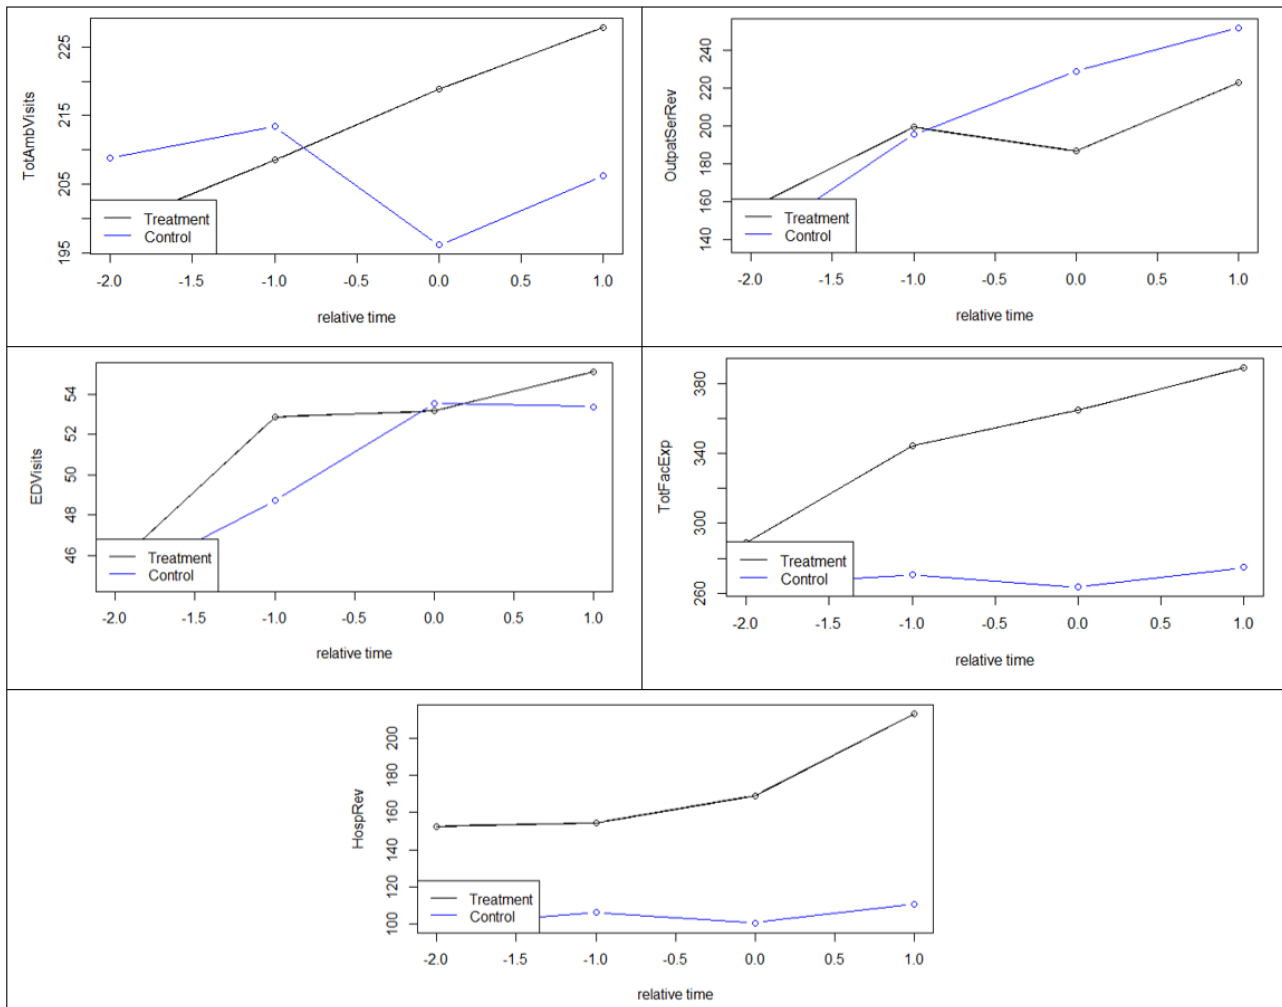 TotAmbVisits
225
215
205
195
Treatment
Control
-2.0 -1.5 -1.0 -0.5 0.0 0.5 1.0
relative time
OutpatSerRev
240
220
200
180
160
140
Treatment
Control
-2.0 -1.5 -1.0 -0.5 0.0 0.5 1.0
relative time
EDVisits
54
52
50
48
46
Treatment
Control
-2.0 -1.5 -1.0 -0.5 0.0 0.5 1.0
relative time
TotFacExp
380
340
300
260
Treatment
Control
-2.0 -1.5 -1.0 -0.5 0.0 0.5 1.0
relative time
HospRev
200
180
160
140
120
100
Treatment
Control
-2.0 -1.5 -1.0 -0.5 0.0 0.5 1.0
relative time